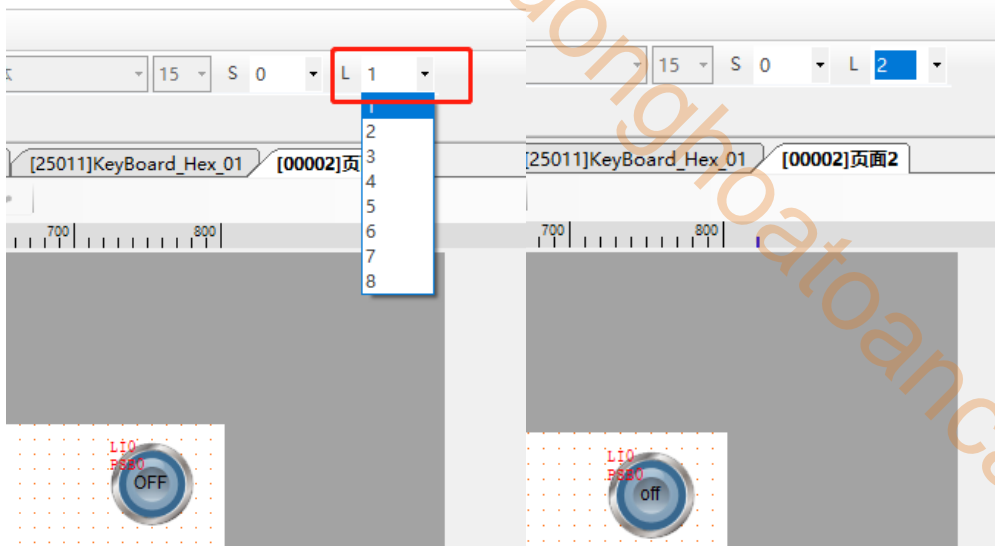 15 S 0 L 1
1
2
3
4
5
6
7
8
[25011]KeyBoard_Hex_01 [00002]页
700 800
LI0
PSB0
OFF
15 S 0 L 2
[25011]KeyBoard_Hex_01 [00002]页面2
700 800
LI0
PSB0
off